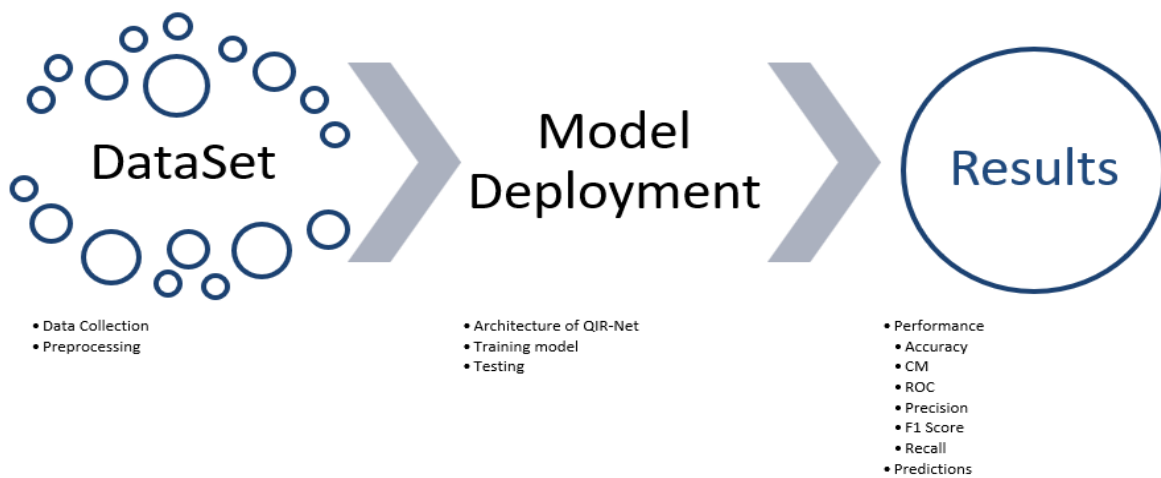 DataSet
• Data Collection
• Preprocessing
Model
Deployment
• Architecture of QIR-Net
• Training model
• Testing
Results
• Performance
• Accuracy
• CM
• ROC
• Precision
• F1 Score
• Recall
• Predictions